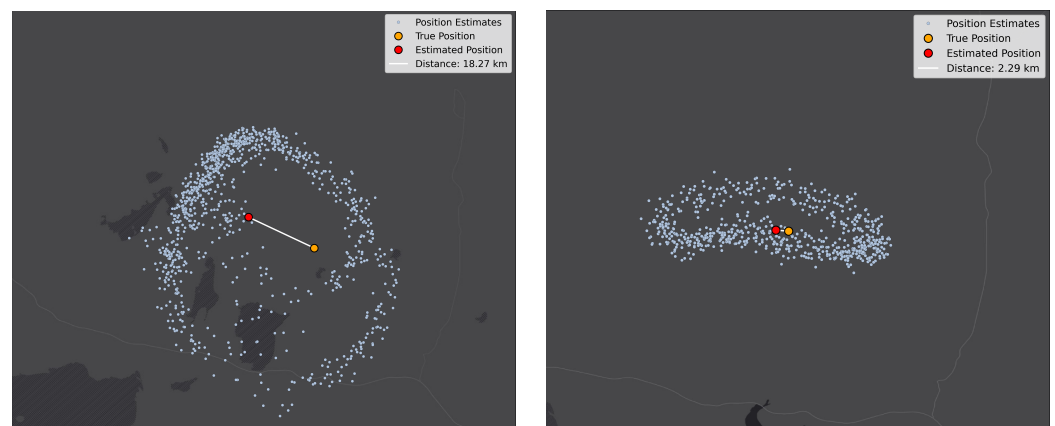 Position Estimates
True Position
Estimated Position
Distance: 18.27 km
Position Estimates
True Position
Estimated Position
Distance: 2.29 km